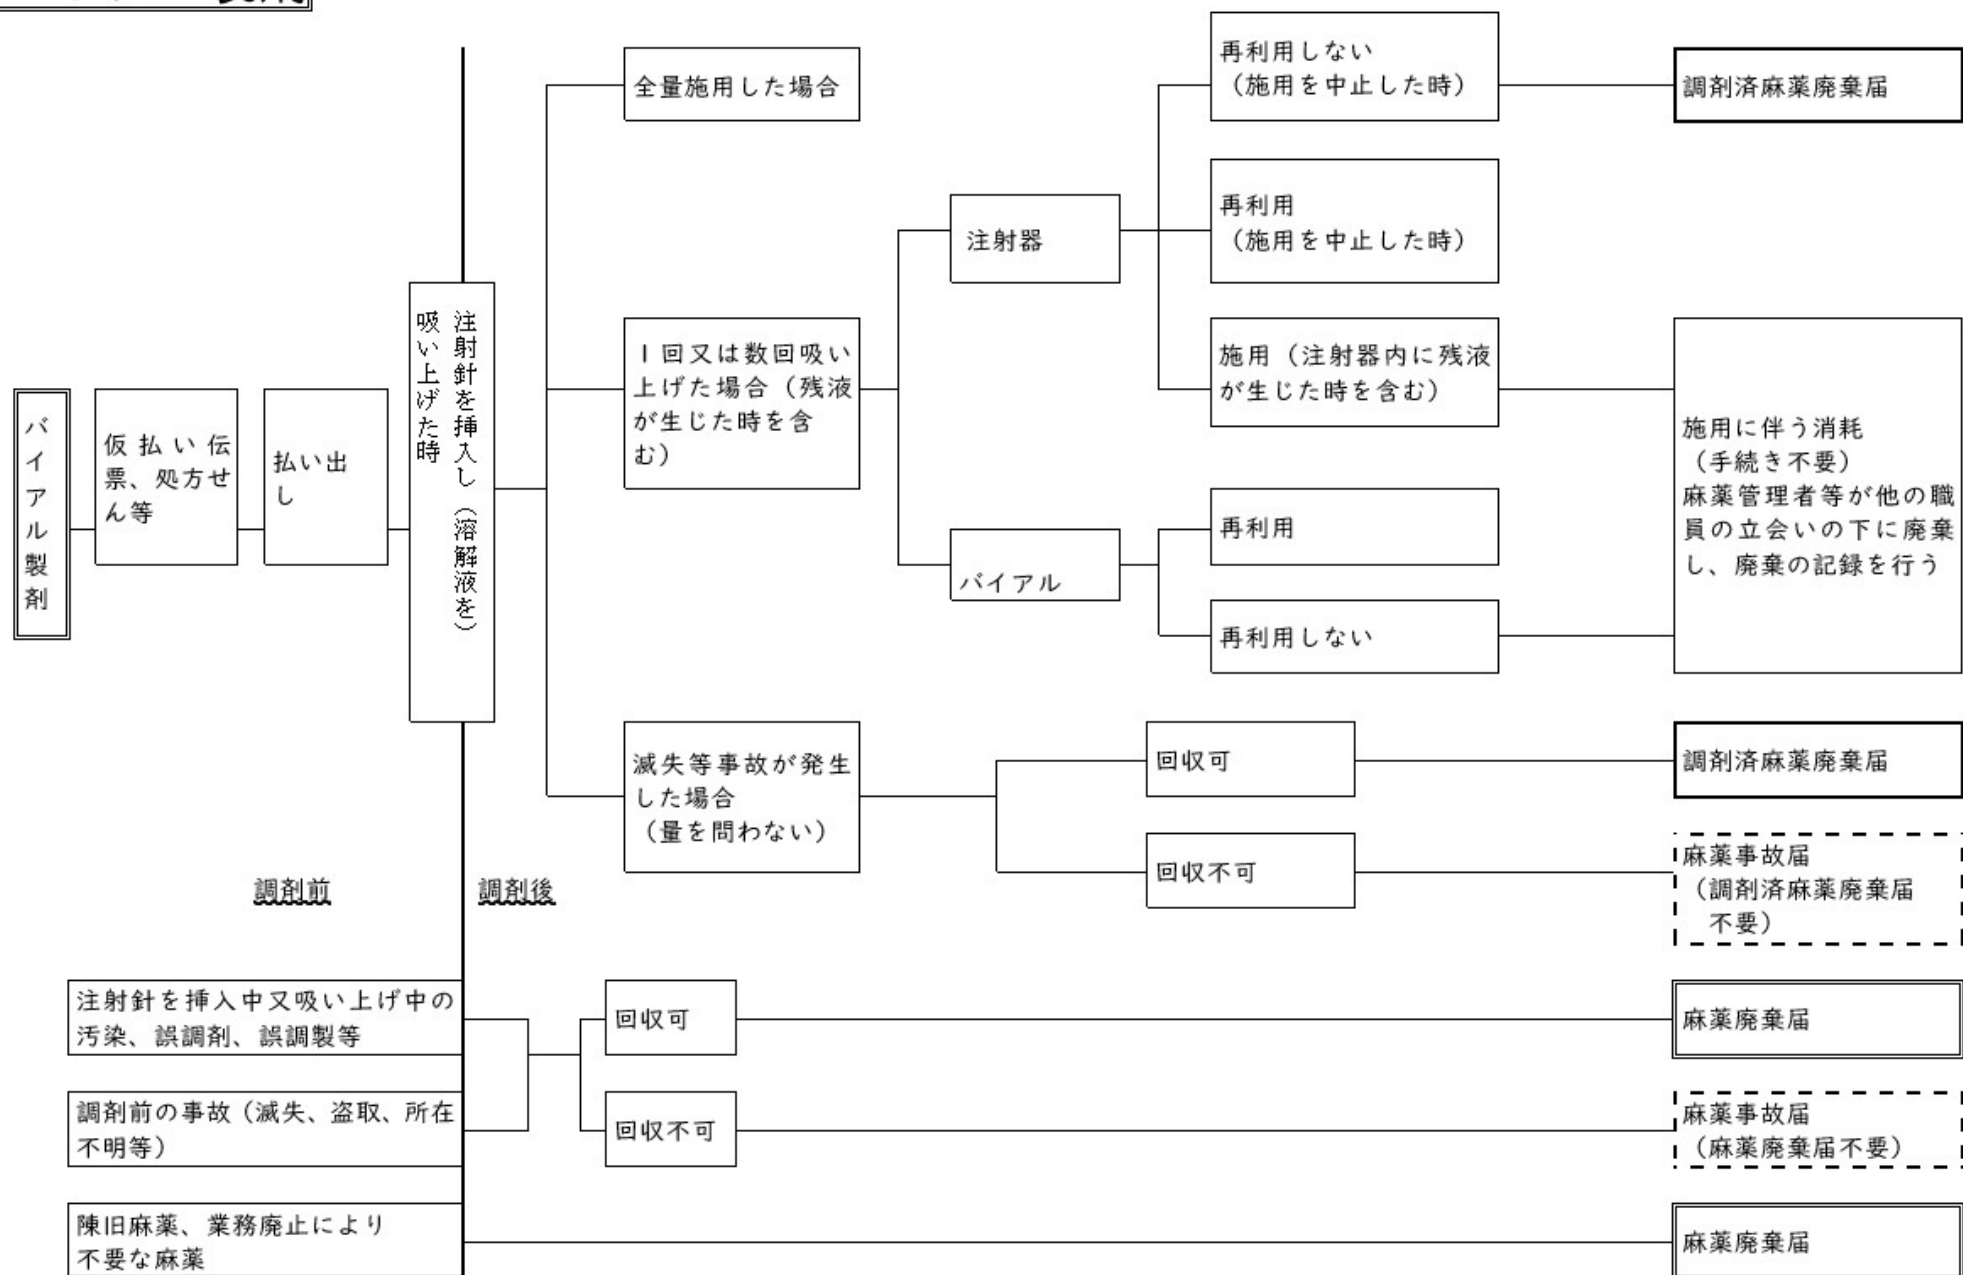 再利用しない
（施用を中止した時）
調剤済麻薬廃棄届
全量施用した場合
再利用
（施用を中止した時）
注射器
注射針を挿入し（溶解液を）
吸い上げた時
１回又は数回吸い
上げた場合（残液
が生じた時を含
む）
施用（注射器内に残液
が生じた時を含む）
バイアル製剤
仮払い伝
票、処方せ
ん等
払い出
し
施用に伴う消耗
（手続き不要）
麻薬管理者等が他の職
員の立会いの下に廃棄
し、廃棄の記録を行う
再利用
バイアル
再利用しない
滅失等事故が発生
した場合
（量を問わない）
回収可
調剤済麻薬廃棄届
回収不可
麻薬事故届
（調剤済麻薬廃棄届
不要）
調剤前
調剤後
注射針を挿入中又吸い上げ中の
汚染、誤調剤、誤調製等
回収可
麻薬廃棄届
調剤前の事故（滅失、盗取、所在
不明等）
回収不可
麻薬事故届
（麻薬廃棄届不要）
陳旧麻薬、業務廃止により
不要な麻薬
麻薬廃棄届